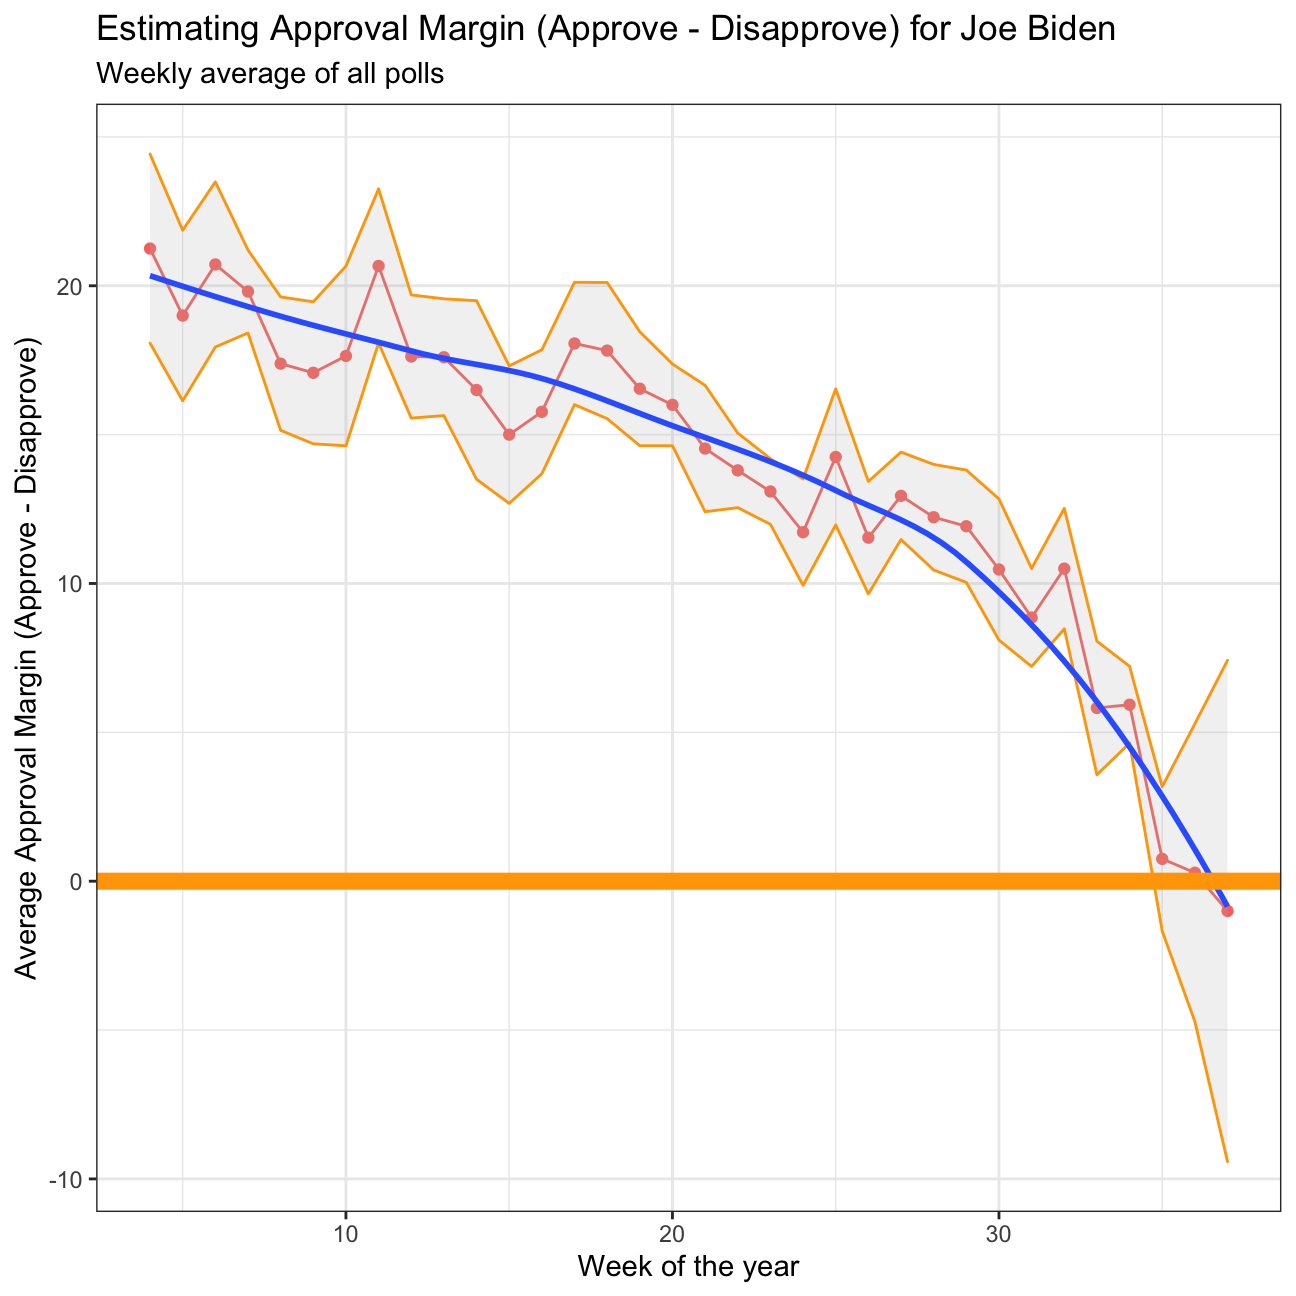 Estimating Approval Margin (Approve - Disapprove) for Joe Biden
Weekly average of all polls
Average Approval Margin (Approve - Disapprove)
20
10
0
-10
10
20
30
Week of the year